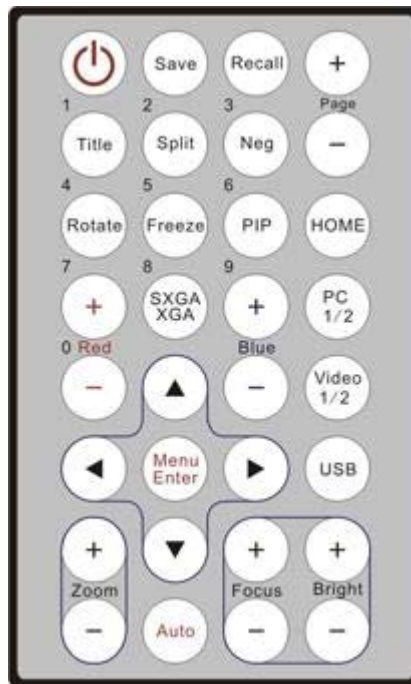 Save
Recall
+
1
2
3
Page
Title
Split
Neg
−
4
5
6
Rotate
Freeze
PIP
HOME
7
8
9
+
SXGA
XGA
+
PC
1/2
0 Red
Blue
−
−
Video
1/2
Menu
Enter
USB
+
+
+
Zoom
Focus
Bright
−
Auto
−
−